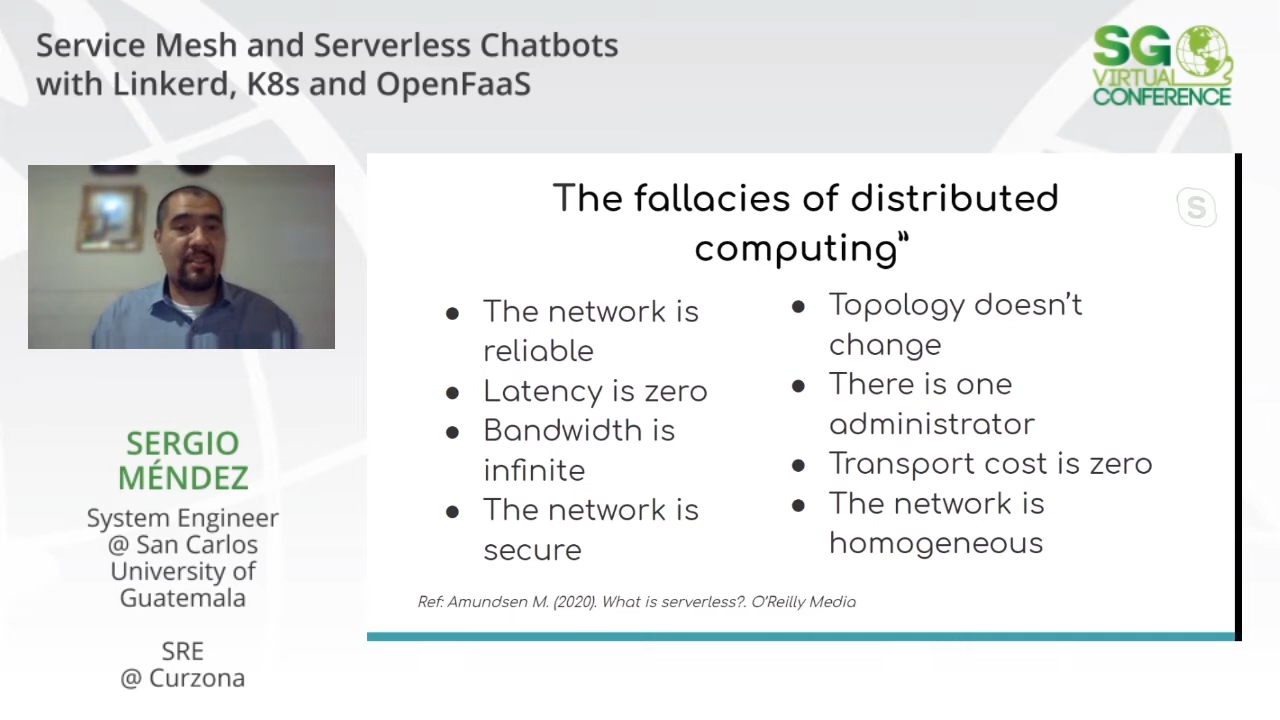 Service Mesh and Serverless Chatbots
with Linkerd, K8s and OpenFaaS
SG
VIRTUAL
CONFERENCE
SERGIO
MÉNDEZ
System Engineer
@ San Carlos
University of
Guatemala
SRE
@ Curzona
The fallacies of distributed
computing”
S
● The network is
reliable
● Latency is zero
● Bandwidth is
infinite
● The network is
secure
● Topology doesn’t
change
● There is one
administrator
● Transport cost is zero
● The network is
homogeneous
Ref: Amundsen M. (2020). What is serverless?. O’Reilly Media